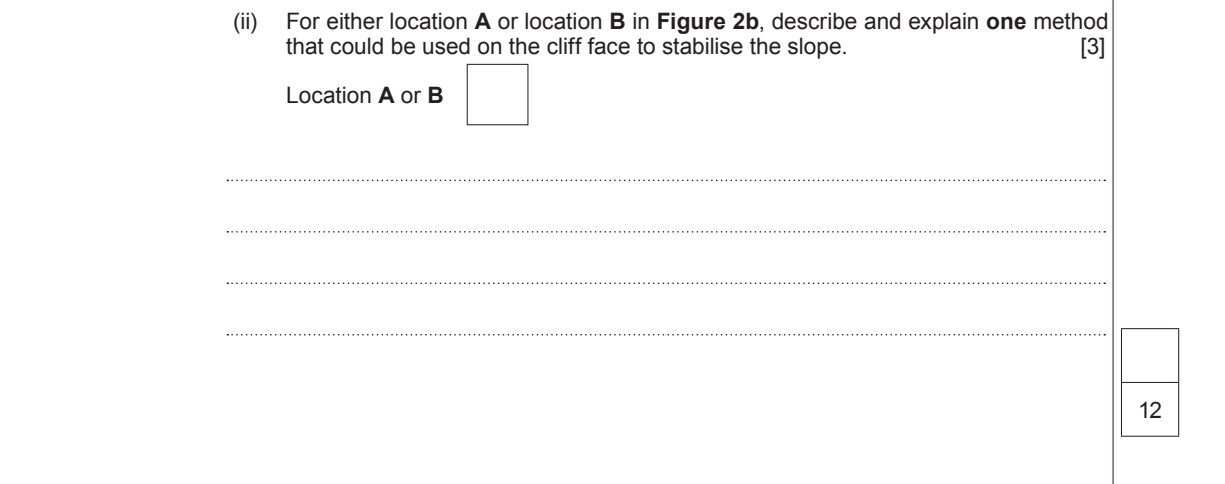 (ii) For either location A or location B in Figure 2b, describe and explain one method
that could be used on the cliff face to stabilise the slope. [3]
Location A or B
12